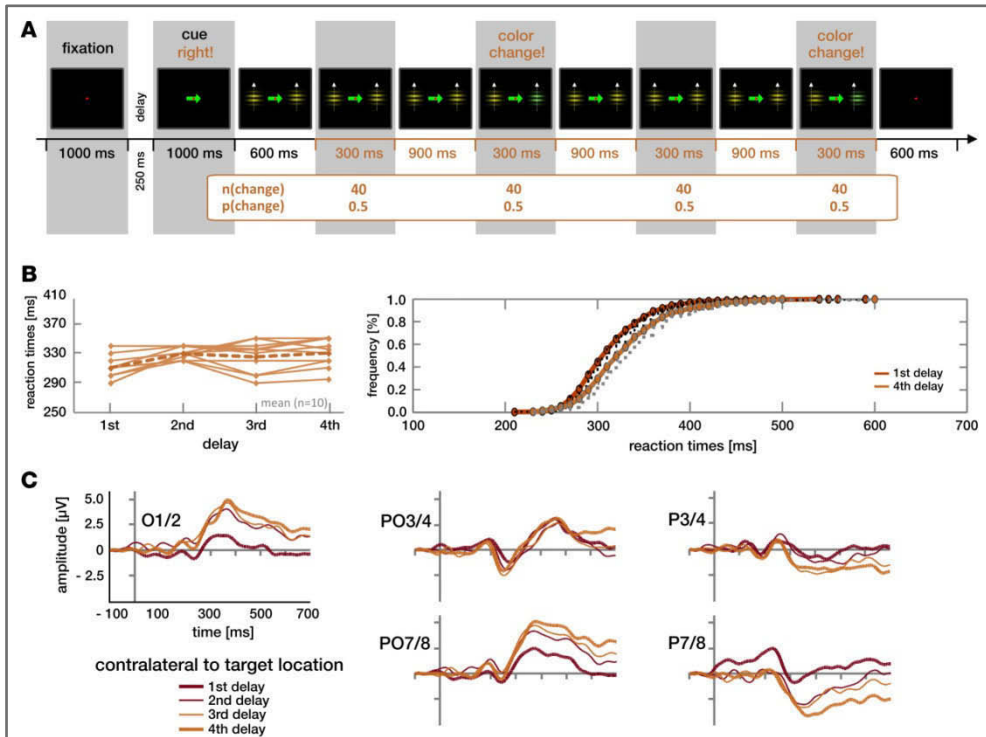 A
fixation
cue
right!
color
change!
color
change!
delay
1000 ms
250 ms
1000 ms
600 ms
300 ms
900 ms
300 ms
900 ms
300 ms
900 ms
300 ms
600 ms
n(change) 40 40 40 40
p(change) 0.5 0.5 0.5 0.5
B
reaction times [ms]
410
370
330
290
250
mean (n=10)
1st 2nd 3rd 4th
delay
frequency [%]
1.0
0.8
0.6
0.4
0.2
0.0
1st delay
4th delay
100 200 300 400 500 600 700
reaction times [ms]
C
amplitude [µV]
5.0
2.5
0
- 2.5
O1/2
- 100 100 300 500 700
time [ms]
PO3/4
P3/4
PO7/8
P7/8
contralateral to target location
1st delay
2nd delay
3rd delay
4th delay